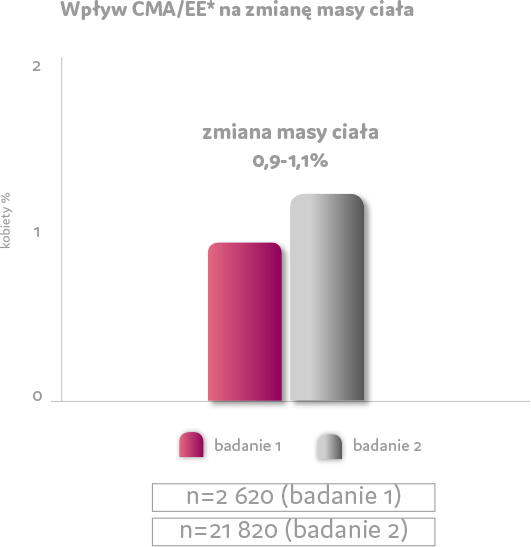 Wpływ CMA/EE* na zmianę masy ciała
2
zmiana masy ciała
0,9-1,1%
kobiety %
1
0
badanie 1
badanie 2
n=2 620 (badanie 1)
n=21 820 (badanie 2)